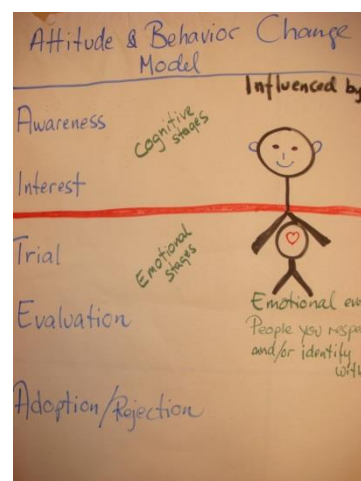 Attitude & Behavior Change
Model
Influenced by
Awareness
Cognitive
stages
Interest
Trial
Emotional
stages
Emotional
Evaluation
People you
and/or identify
Adoption/Rejection